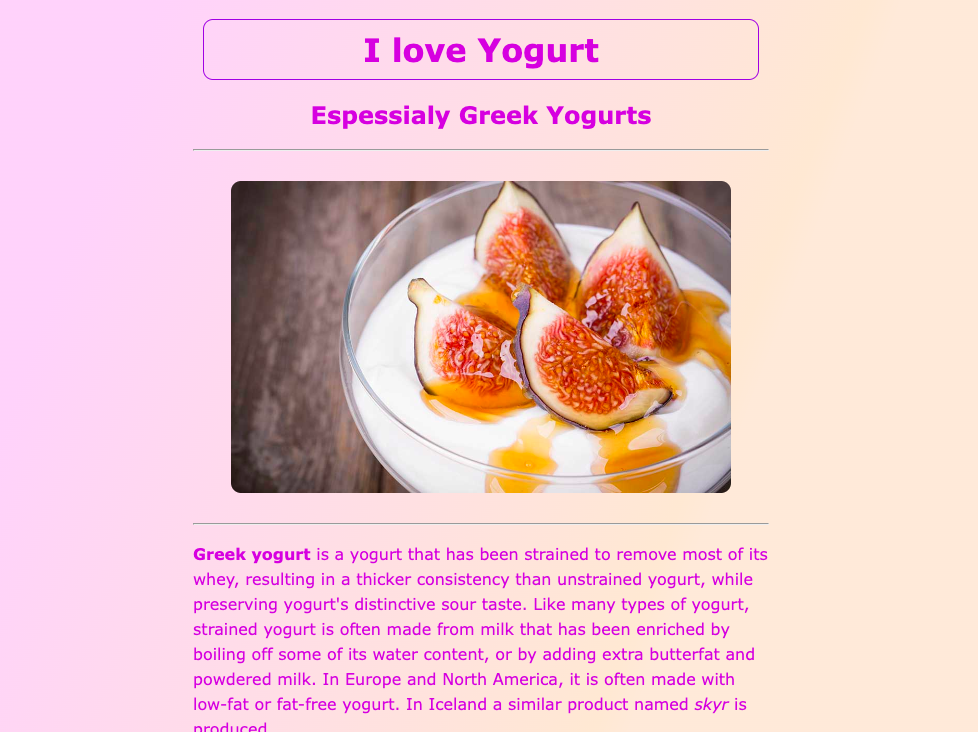 I love Yogurt
Espessialy Greek Yogurts
Greek yogurt is a yogurt that has been strained to remove most of its
whey, resulting in a thicker consistency than unstrained yogurt, while
preserving yogurt's distinctive sour taste. Like many types of yogurt,
strained yogurt is often made from milk that has been enriched by
boiling off some of its water content, or by adding extra butterfat and
powdered milk. In Europe and North America, it is often made with
low-fat or fat-free yogurt. In Iceland a similar product named skyr is
produced